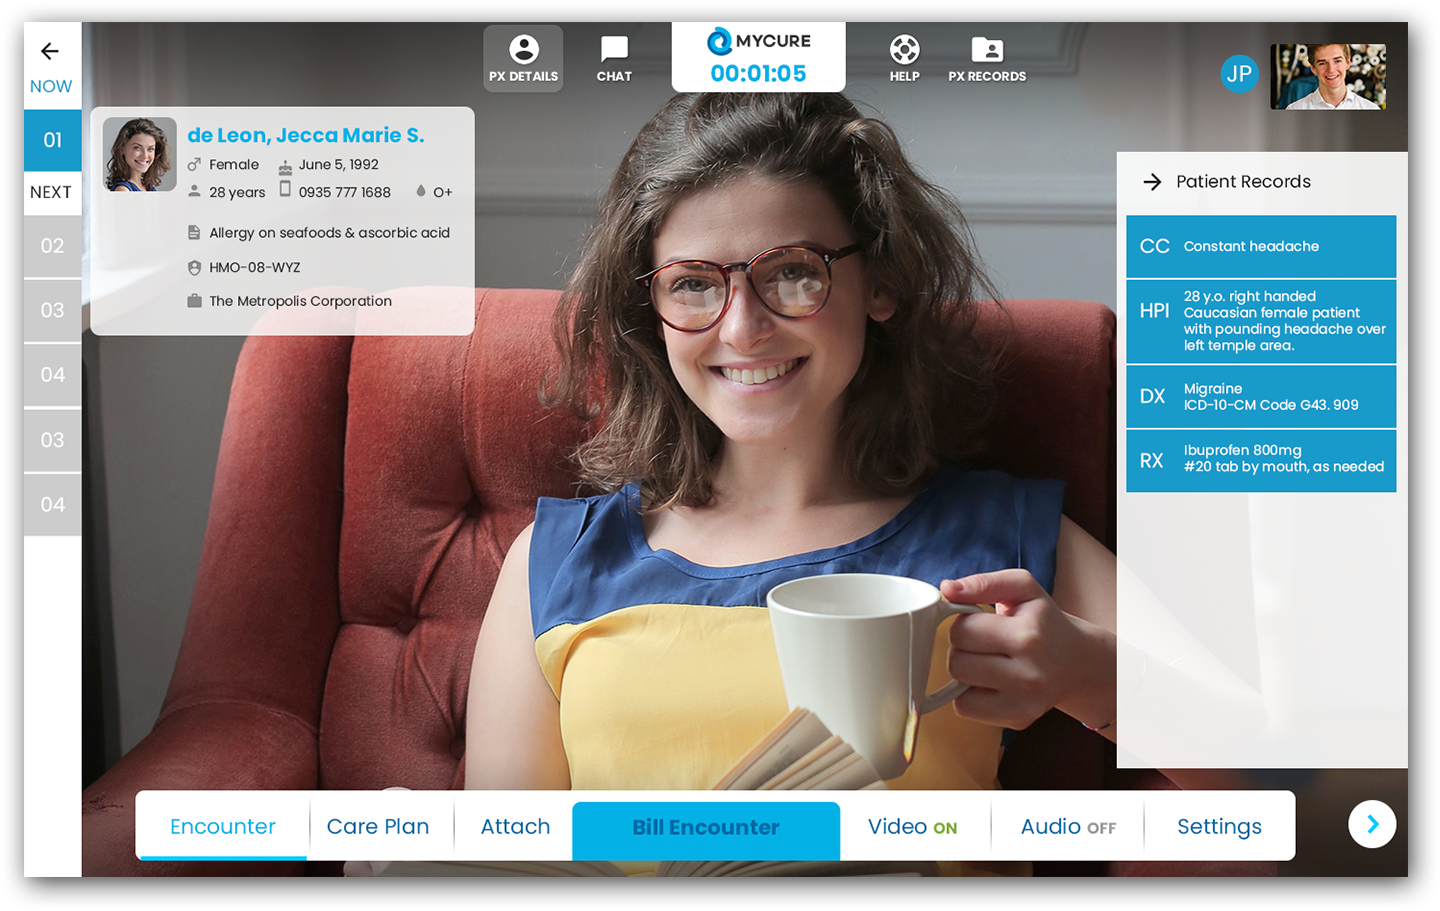 NOW
01
NEXT
02
03
04
03
04
PX DETAILS
CHAT
MYCURE
00:01:05
HELP
PX RECORDS
JP
de Leon, Jecca Marie S.
Female
June 5, 1992
28 years
0935 777 1688
O+
Allergy on seafoods & ascorbic acid
HMO-08-WYZ
The Metropolis Corporation
Patient Records
CC Constant headache
HPI 28 y.o. right handed
Caucasian female patient
with pounding headache over
left temple area.
DX Migraine
ICD-10-CM Code G43. 909
RX Ibuprofen 800mg
#20 tab by mouth, as needed
Encounter
Care Plan
Attach
Bill Encounter
Video ON
Audio OFF
Settings